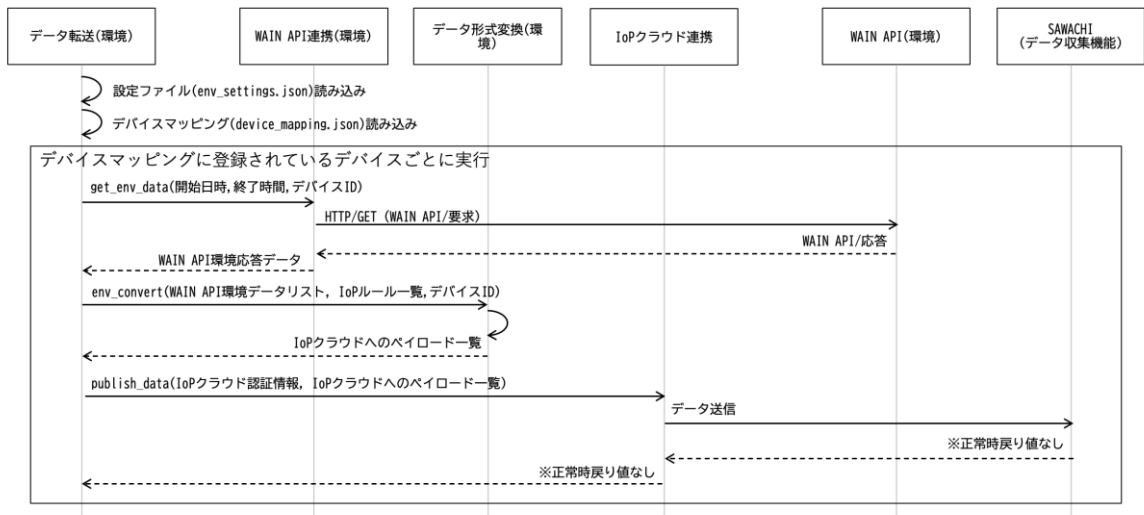 データ転送(環境)
WAIN API連携(環境)
データ形式変換(環
境)
IoPクラウド連携
WAIN API(環境)
SAWACHI
(データ収集機能)
設定ファイル(env_settings.json)読み込み
デバイスマッピング(device_mapping.json)読み込み
デバイスマッピングに登録されているデバイスごとに実行
get_env_data(開始日時,終了時間,デバイスID)
HTTP/GET (WAIN API/要求)
WAIN API/応答
WAIN API環境応答データ
env_convert(WAIN API環境データリスト, IoPルール一覧,デバイスID)
IoPクラウドへのペイロード一覧
publish_data(IoPクラウド認証情報, IoPクラウドへのペイロード一覧)
データ送信
※正常時戻り値なし
※正常時戻り値なし